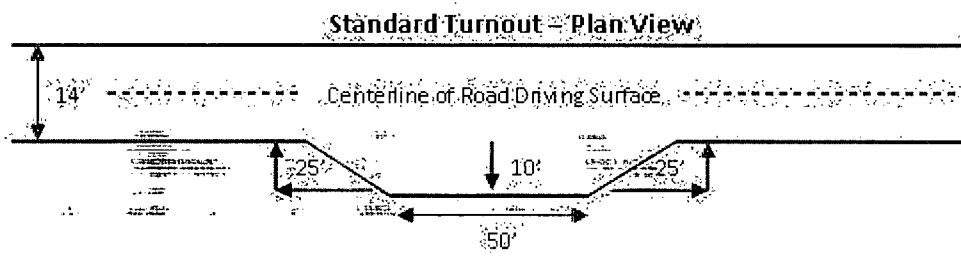 Standard Turnout – Plan View
14'
Centerline of Road Driving Surface
25'
10'
25'
50'